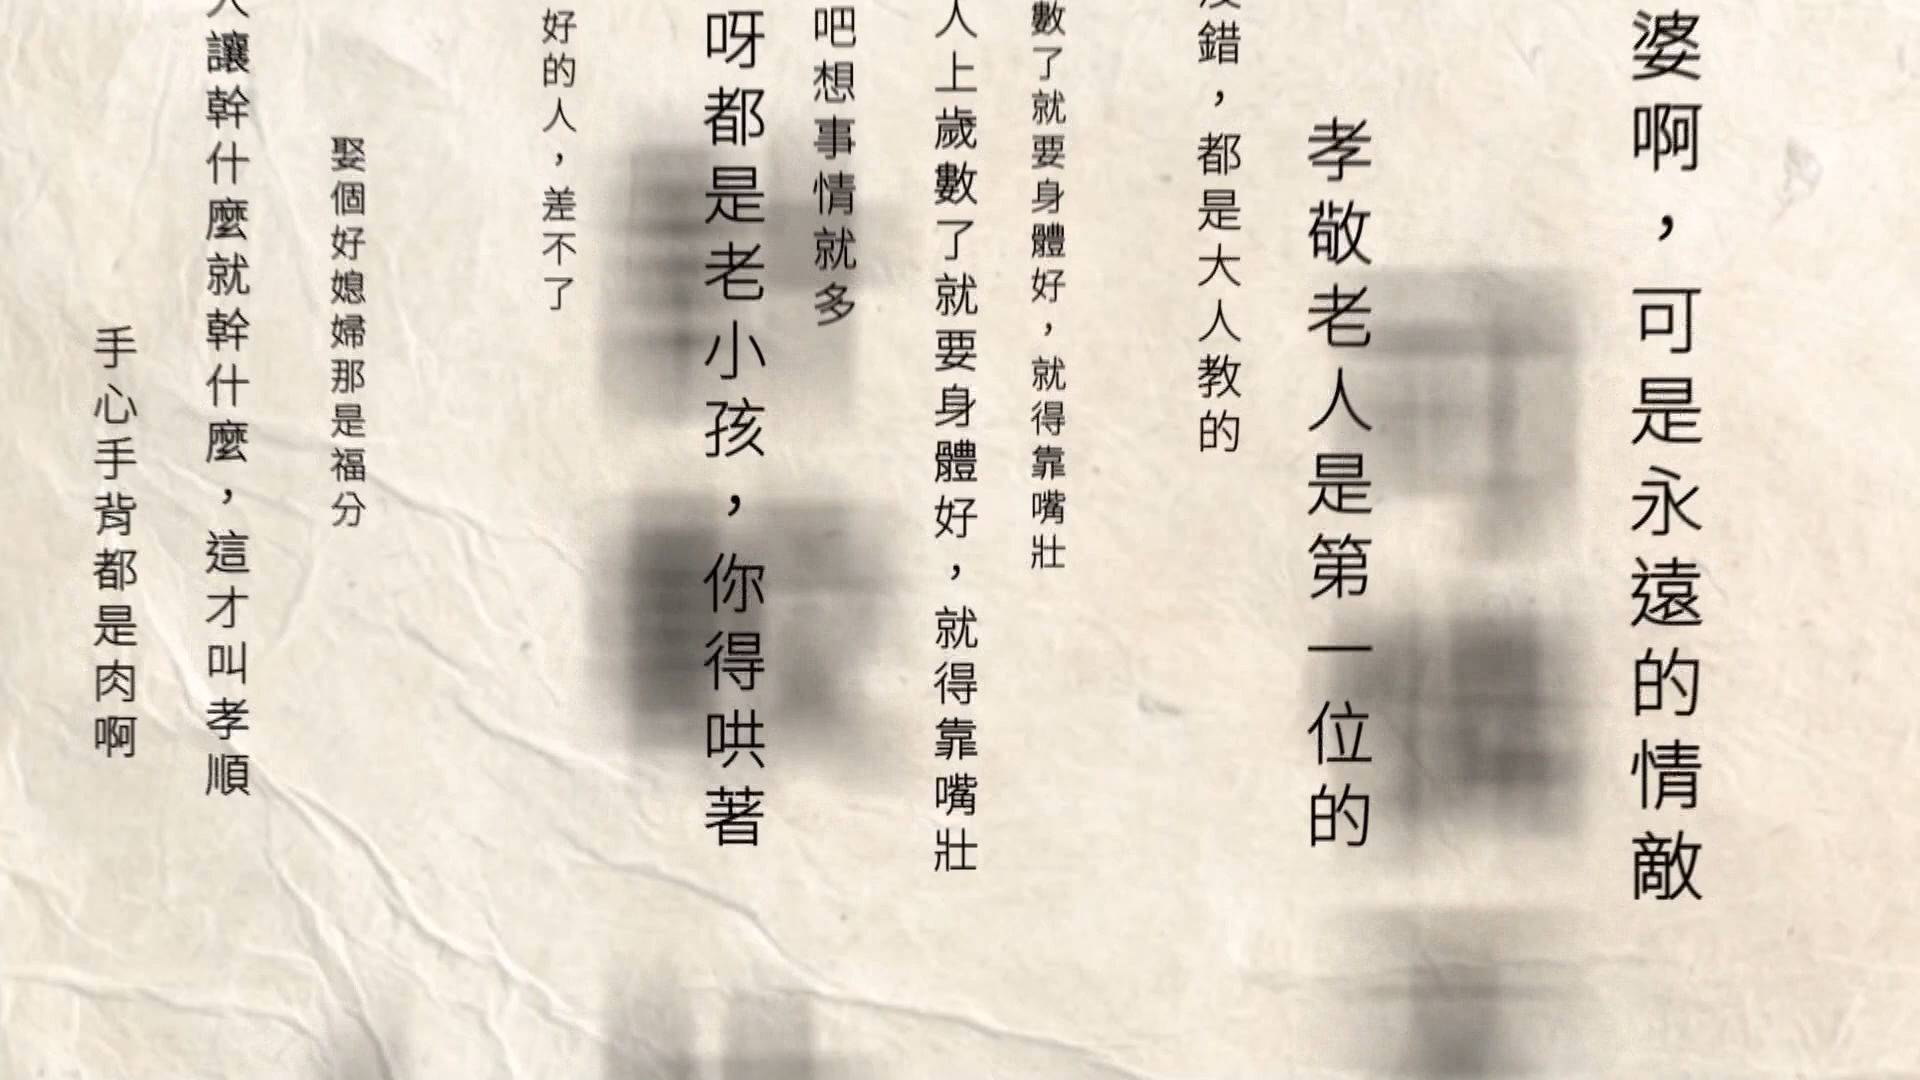 婆啊，可是永遠的情敵
孝敬老人是第一位的
錯，都是大人教的
數了就要身體好，就得靠嘴壯
人上歲數了就要身體好，就得靠嘴壯
吧想事情就多
呀都是老小孩，你得哄著
好的人，差不了
娶個好媳婦那是福分
讓幹什麼就幹什麼，這才叫孝順
手心手背都是肉啊